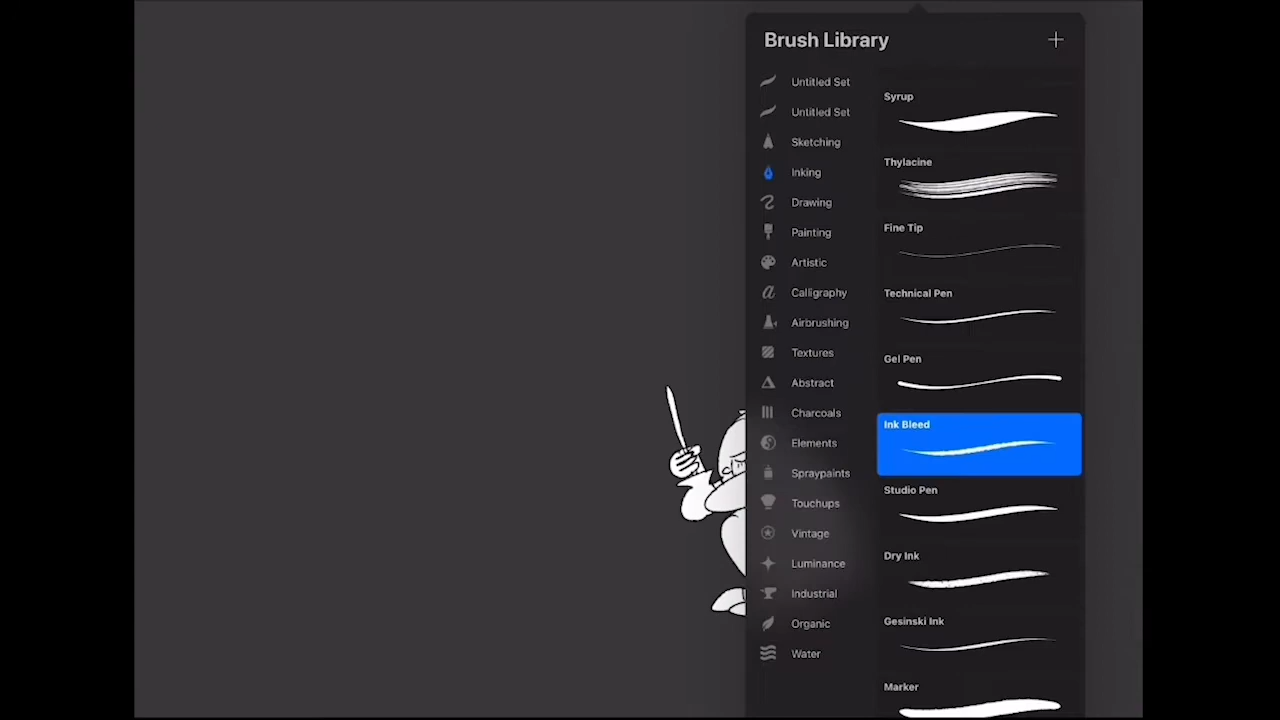 Brush Library
Untitled Set
Untitled Set
Sketching
Inking
Drawing
Painting
Artistic
Calligraphy
Airbrushing
Textures
Abstract
Charcoals
Elements
Spraypaints
Touchups
Vintage
Luminance
Industrial
Organic
Water
Syrup
Thylacine
Fine Tip
Technical Pen
Gel Pen
Ink Bleed
Studio Pen
Dry Ink
Gesinski Ink
Marker